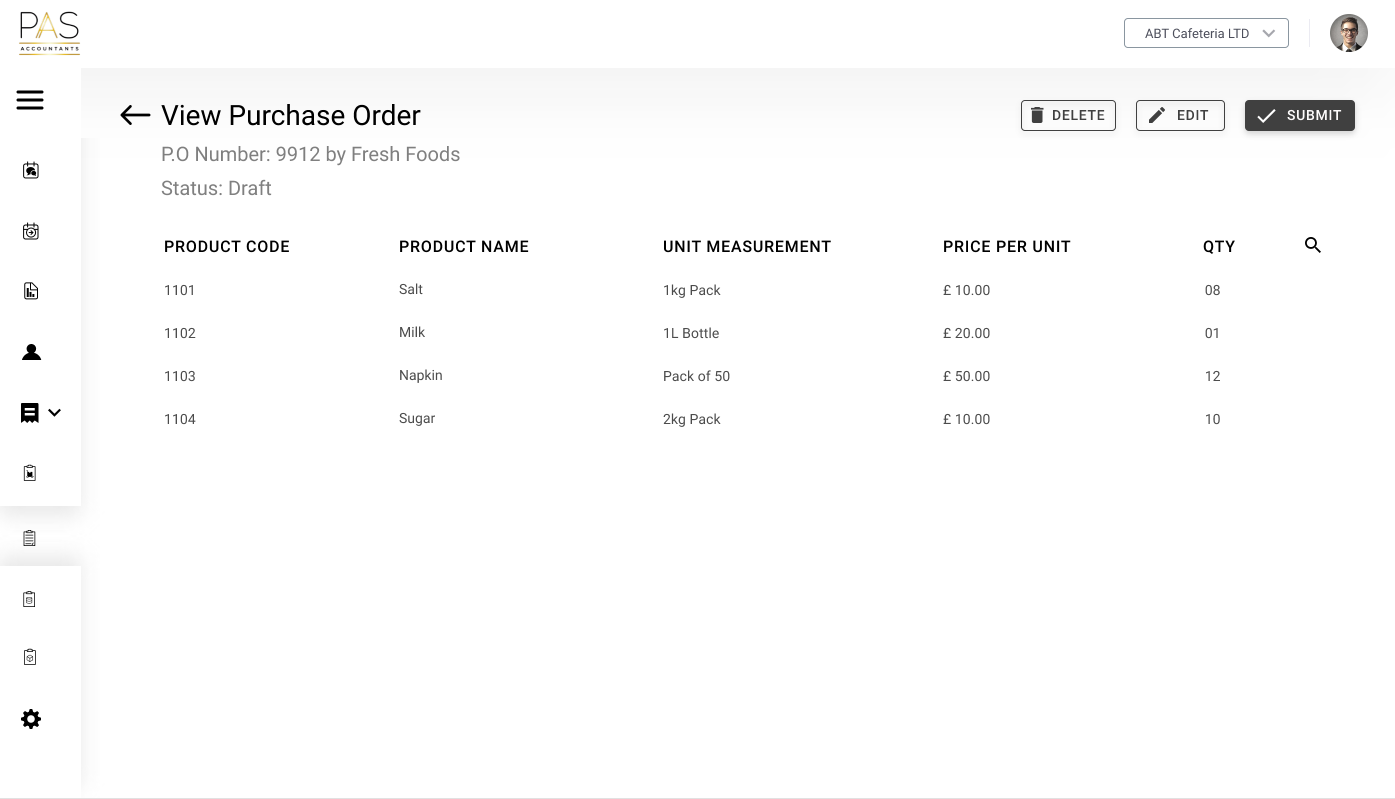 PAS
ACCOUNTANTS
ABT Cafeteria LTD
View Purchase Order
DELETE
EDIT
SUBMIT
P.O Number: 9912 by Fresh Foods
Status: Draft
PRODUCT CODE PRODUCT NAME UNIT MEASUREMENT PRICE PER UNIT QTY
1101 Salt 1kg Pack £ 10.00 08
1102 Milk 1L Bottle £ 20.00 01
1103 Napkin Pack of 50 £ 50.00 12
1104 Sugar 2kg Pack £ 10.00 10